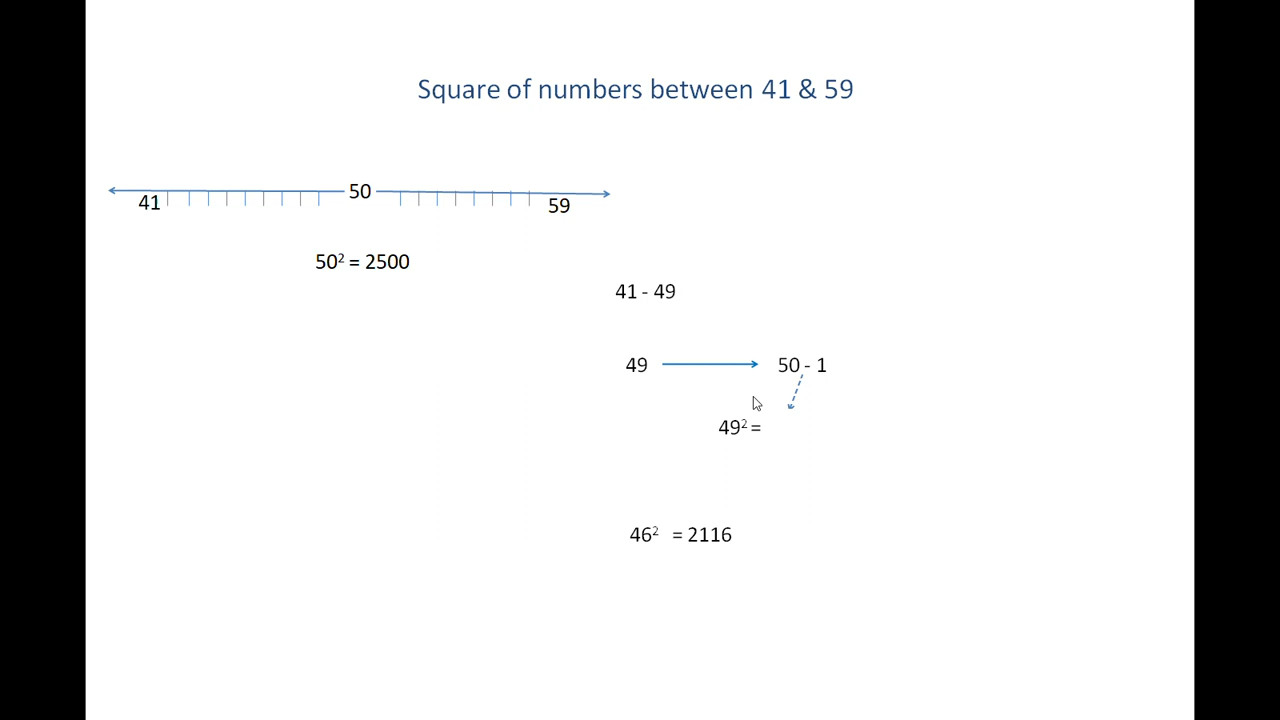 Square of numbers between 41 & 59
41 50 59
50² = 2500
41 - 49
49 50 - 1
49² =
46² = 2116